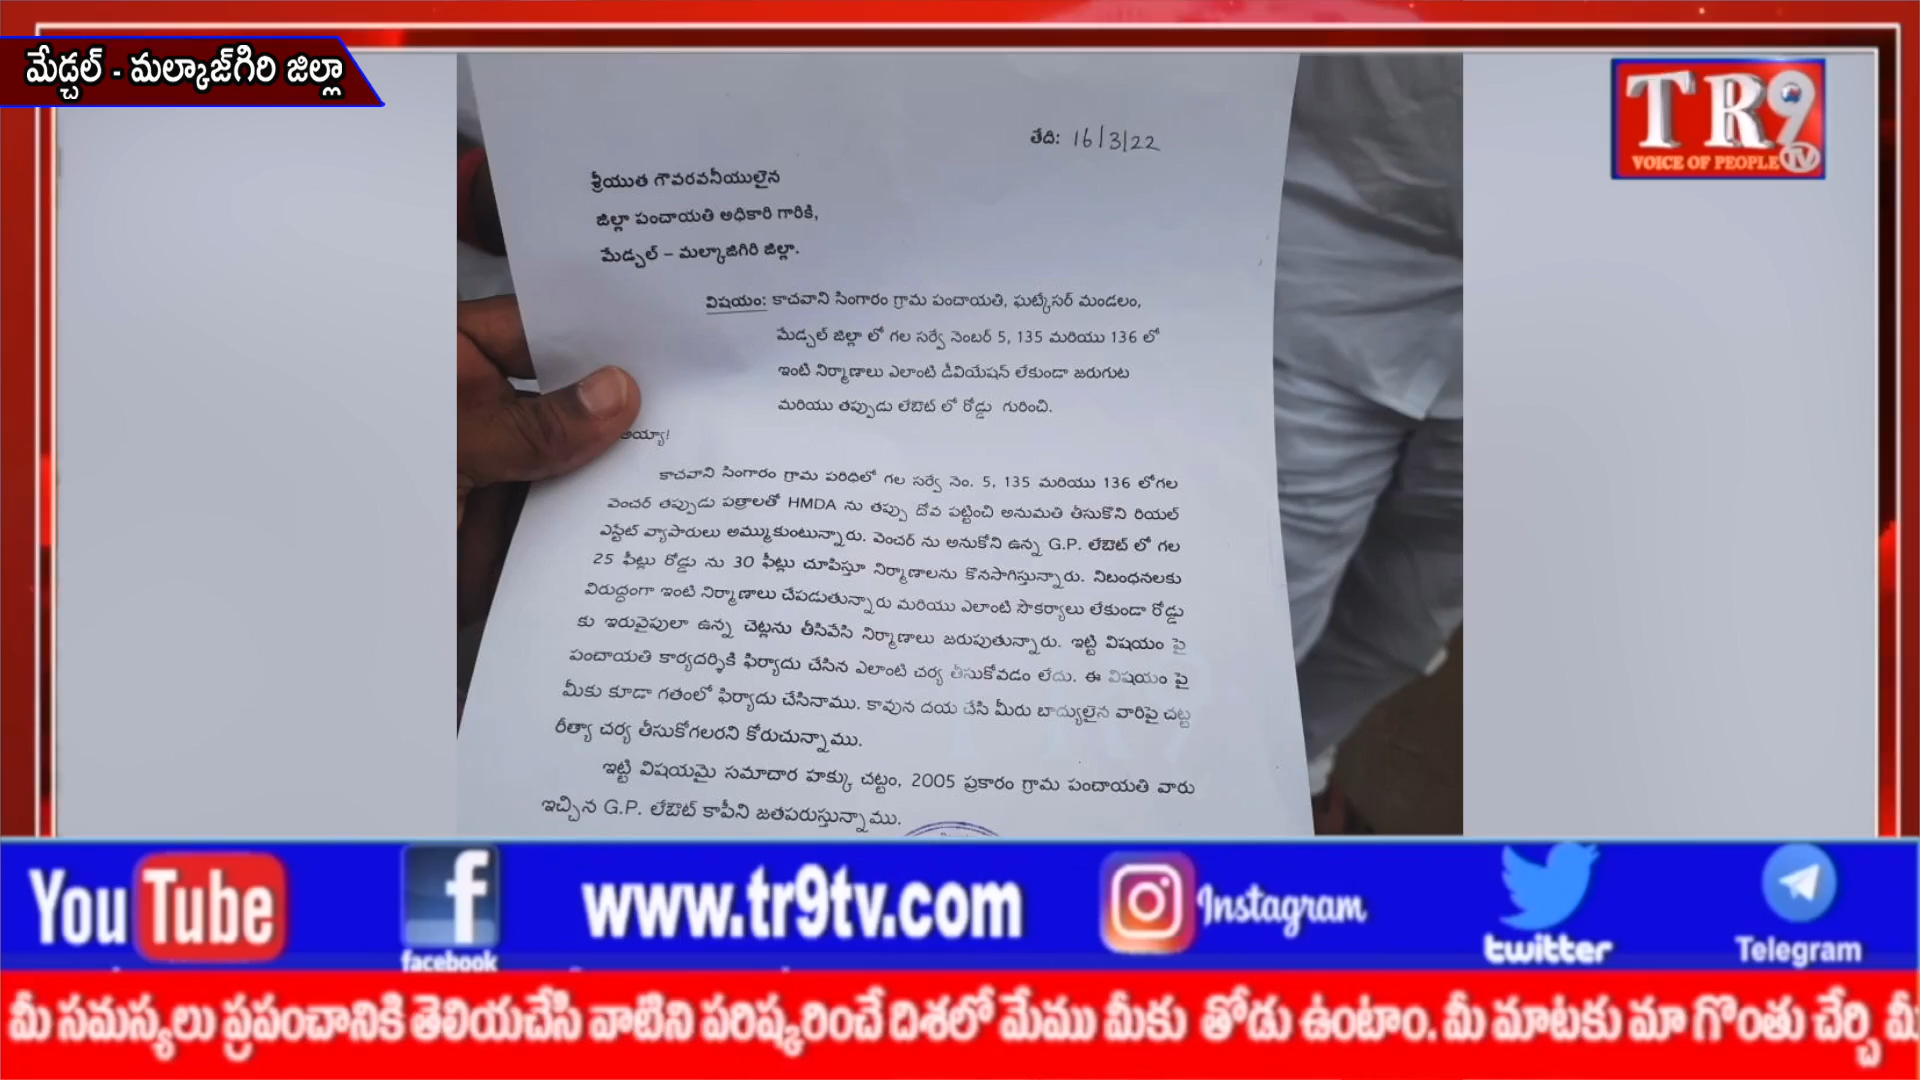 మేడ్చల్ - మల్కాజ్‌గిరి జిల్లా
TR9
TV
VOICE OF PEOPLE
తేది: 16/3/22
శ్రీయుత గౌవరవనీయులైన
జిల్లా పంచాయతి అధికారి గారికి,
మేడ్చల్ – మల్కాజిగిరి జిల్లా.
విషయం: కాచవాని సింగారం గ్రామ పంచాయతి, ఘట్కేసర్ మండలం,
మేడ్చల్ జిల్లా లో గల సర్వే నెంబర్ 5, 135 మరియు 136 లో
ఇంటి నిర్మాణాలు ఎలాంటి డీవియేషన్ లేకుండా జరుగుట
మరియు తప్పుడు లేఔట్ లో రోడ్డు గురించి.
అయ్యా!
కాచవాని సింగారం గ్రామ పరిధిలో గల సర్వే నెం. 5, 135 మరియు 136 లోగల
వెంచర్ తప్పుడు పత్రాలతో HMDA ను తప్పు దోవ పట్టించి అనుమతి తీసుకొని రియల్
ఎస్టేట్ వ్యాపారులు అమ్ముకుంటున్నారు. వెంచర్ ను అనుకోని ఉన్న G.P. లేఔట్ లో గల
25 ఫీట్లు రోడ్డు ను 30 ఫీట్లు చూపిస్తూ నిర్మాణాలను కొనసాగిస్తున్నారు. నిబంధనలకు
విరుద్ధంగా ఇంటి నిర్మాణాలు చేపడుతున్నారు మరియు ఎలాంటి సౌకర్యాలు లేకుండా రోడ్డు
కు ఇరువైపులా ఉన్న చెట్లను తీసివేసి నిర్మాణాలు జరుపుతున్నారు. ఇట్టి విషయం పై
పంచాయతి కార్యదర్శికి ఫిర్యాదు చేసిన ఎలాంటి చర్య తీసుకోవడం లేదు. ఈ విషయం పై
మీకు కూడా గతంలో ఫిర్యాదు చేసినాము. కావున దయ చేసి మీరు బాద్యులైన వారిపై చట్ట
రీత్యా చర్య తీసుకోగలరని కోరుచున్నాము.
ఇట్టి విషయమై సమాచార హక్కు చట్టం, 2005 ప్రకారం గ్రామ పంచాయతి వారు
ఇచ్చిన G.P. లేఔట్ కాపీని జతపరుస్తున్నాము.
YouTube
facebook
www.tr9tv.com
Instagram
twitter
Telegram
మీ సమస్యలు ప్రపంచానికి తెలియచేసి వాటిని పరిష్కరించే దిశలో మేము మీకు తోడు ఉంటాం. మీ మాటకు మా గొంతు చేర్చి మీ